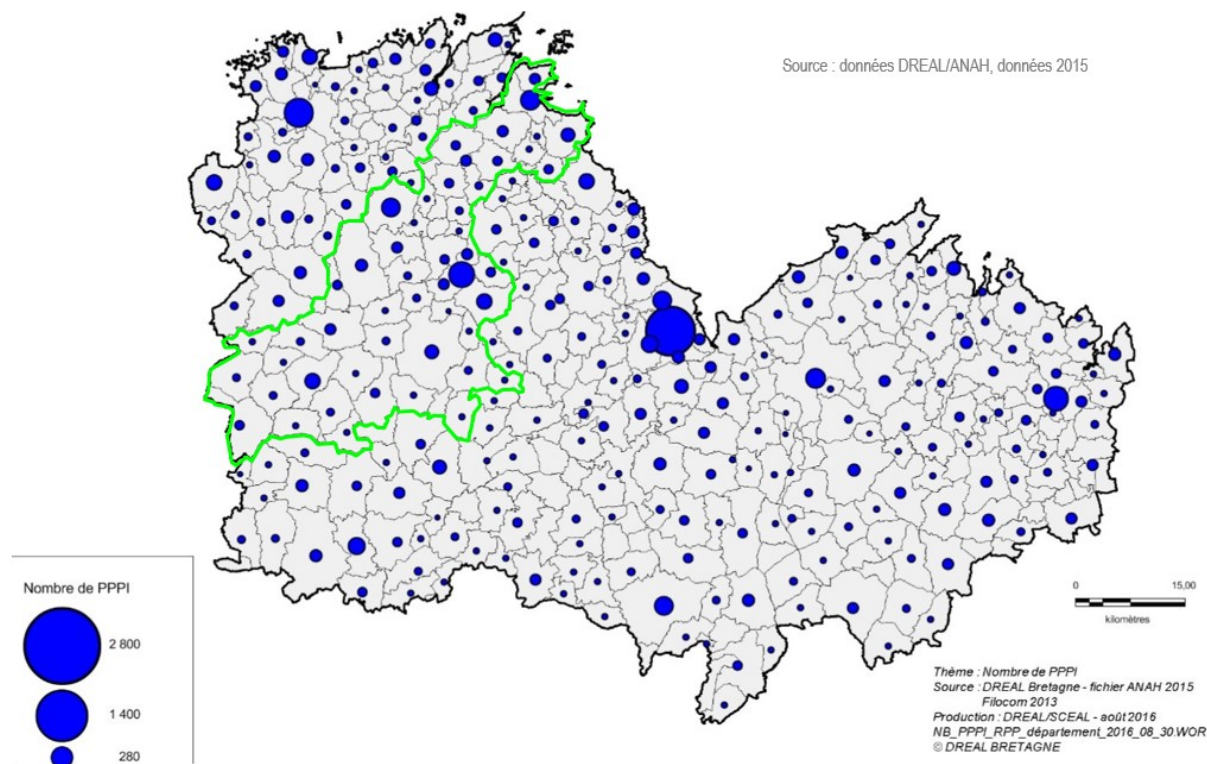 Source : données DREAL/ANAH, données 2015
Nombre de PPPI
2 800
1 400
280
0
15,00
kilomètres
Thème : Nombre de PPPI
Source : DREAL Bretagne - fichier ANAH 2015
Filocom 2013
Production : DREAL/SCEAL - août 2016
NB_PPPI_RPP_département_2016_08_30.WOR
© DREAL BRETAGNE